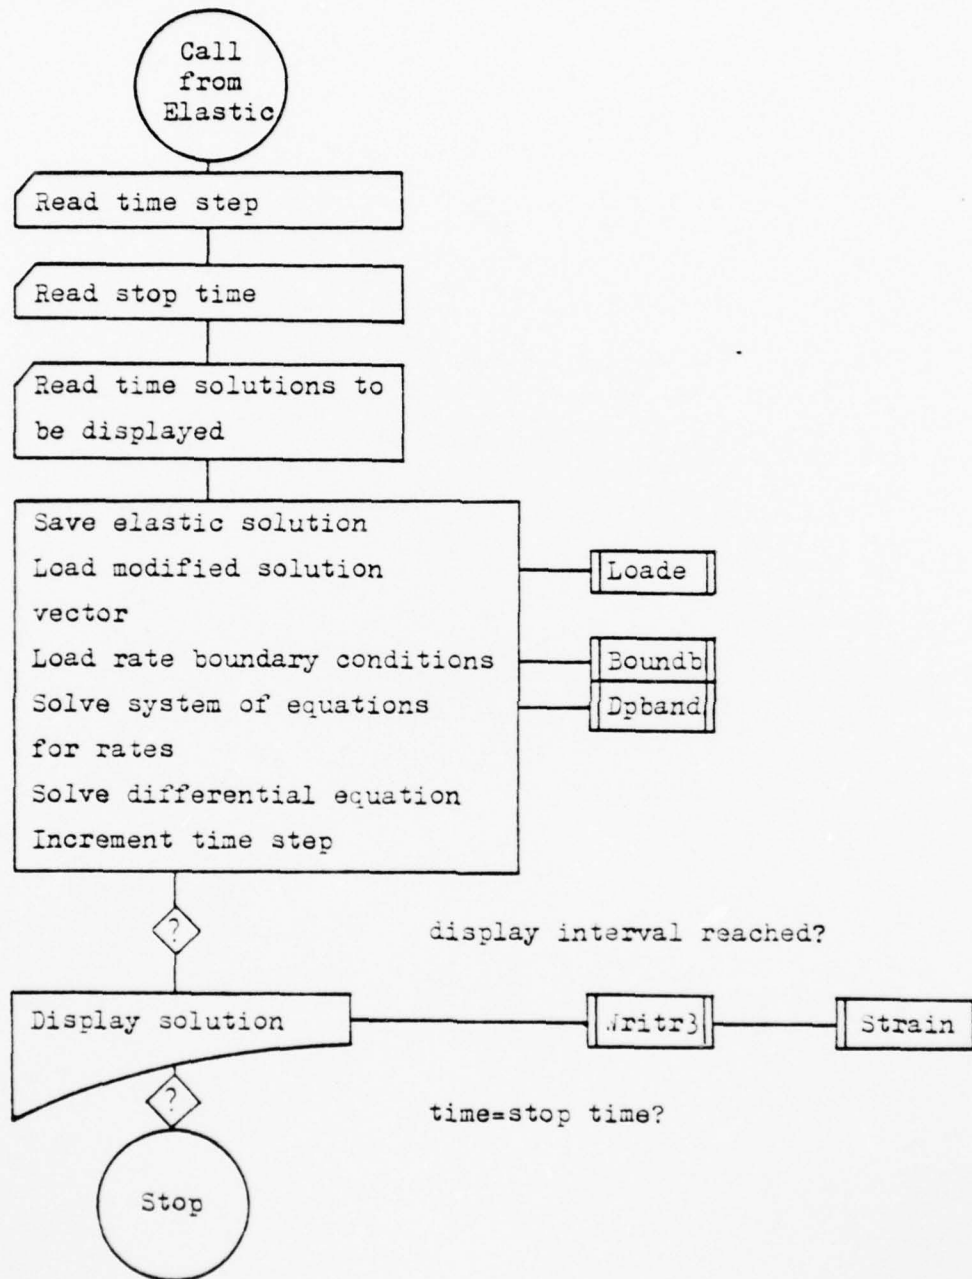 Call
from
Elastic
Read time step
Read stop time
Read time solutions to
be displayed
Save elastic solution
Load modified solution
Loade
vector
Load rate boundary conditions
Boundb
Solve system of equations
Dpband
for rates
Solve differential equation
Increment time step
?
display interval reached?
Display solution
Writr3
Strain
?
time=stop time?
Stop